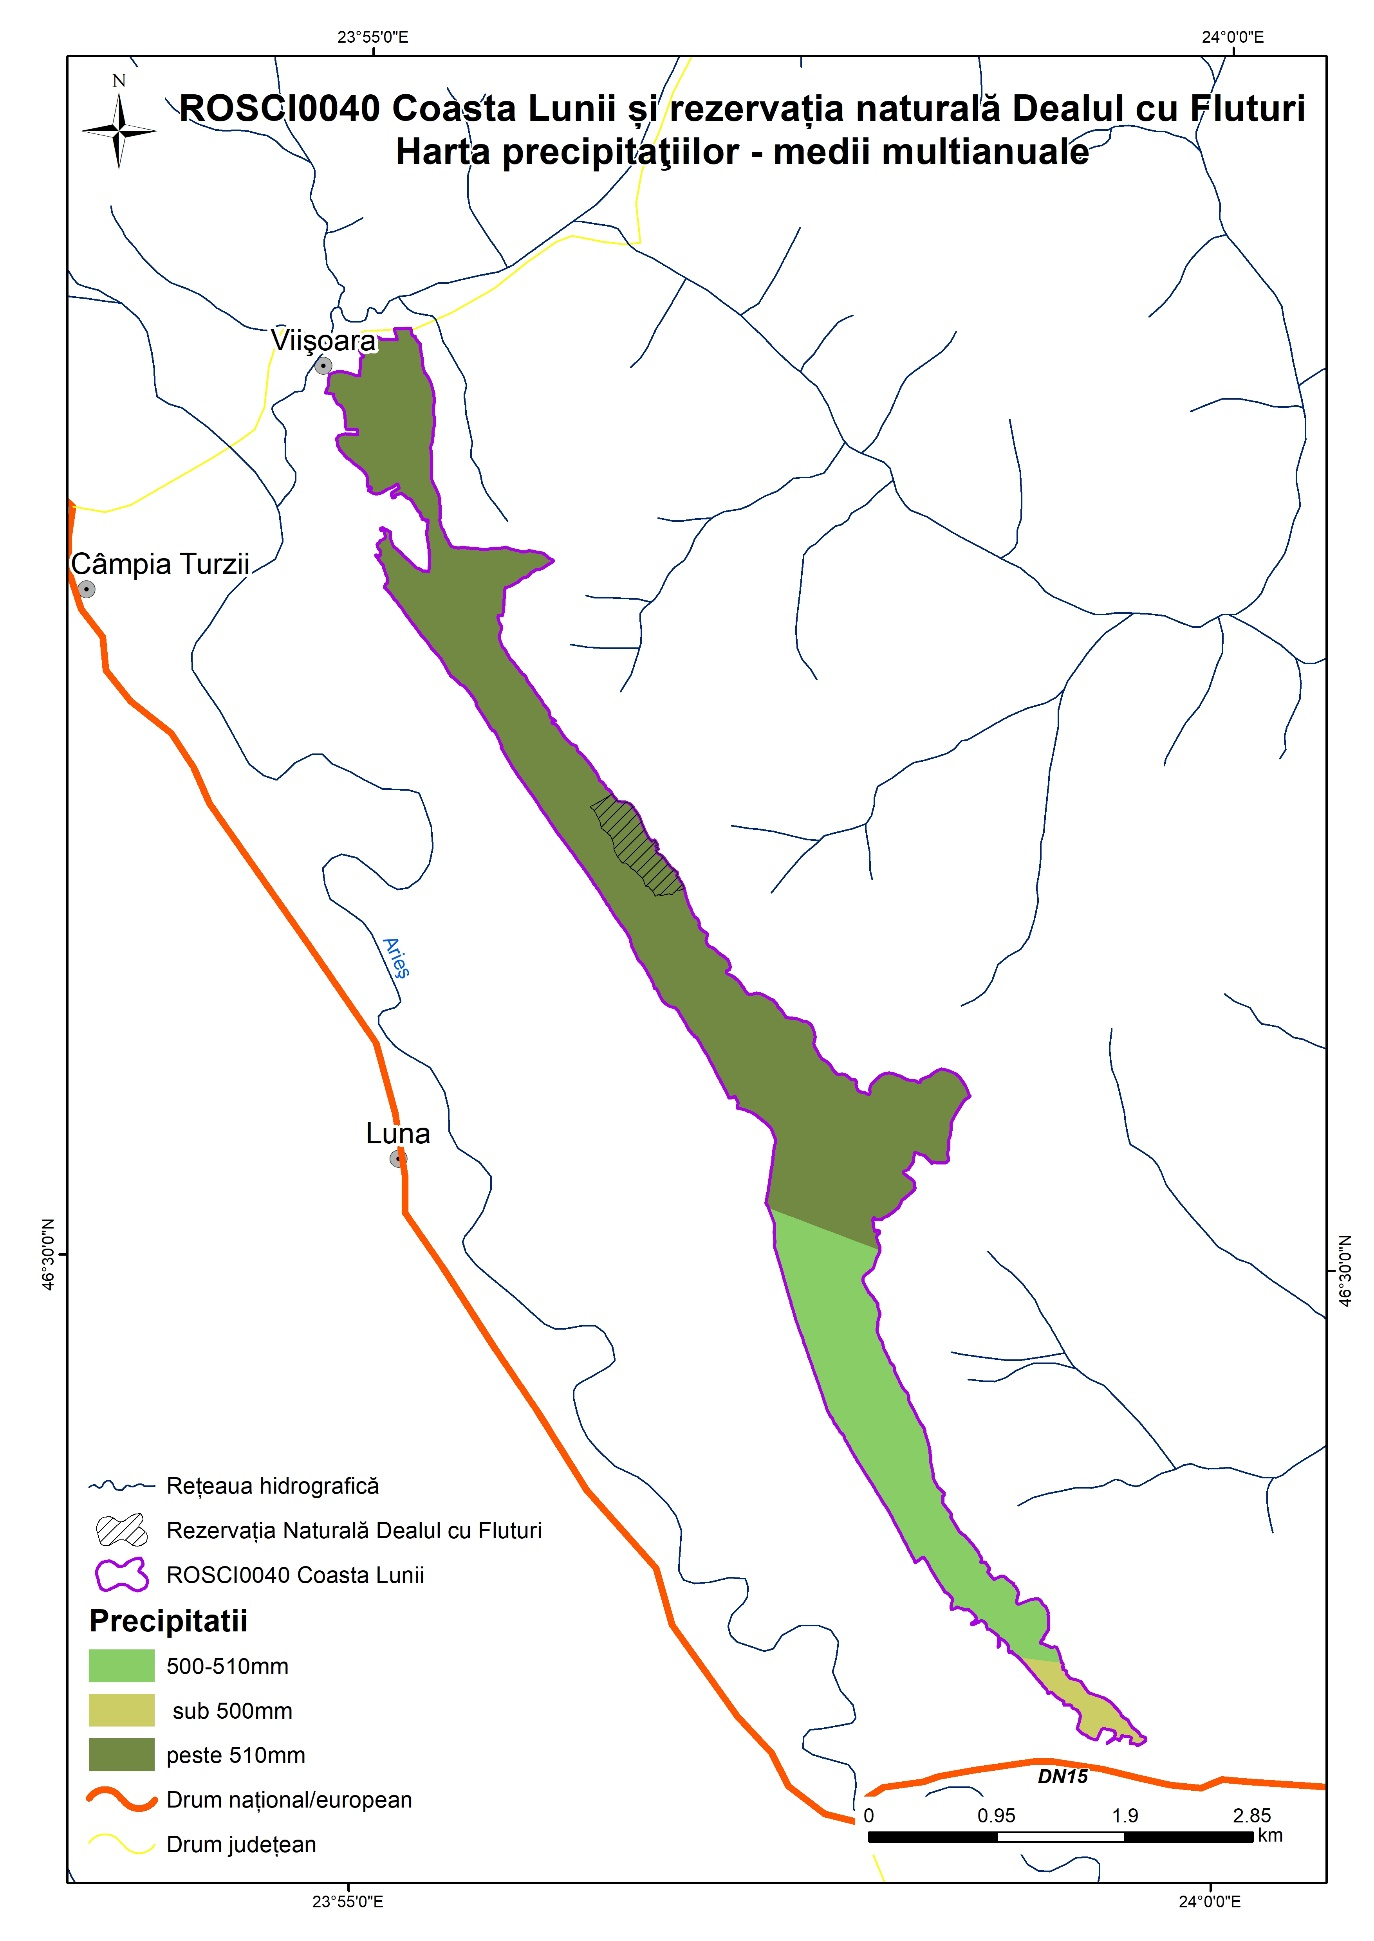 23°55'0"E
24°0'0"E
N
ROSCI0040 Coasta Lunii și rezervația naturală Dealul cu Fluturi
Harta precipitaţiilor - medii multianuale
Viişoara
Câmpia Turzii
Arieş
Luna
46°30'0"N
46°30'0"N
Rețeaua hidrografică
Rezervația Naturală Dealul cu Fluturi
ROSCI0040 Coasta Lunii
Precipitatii
500-510mm
sub 500mm
peste 510mm
Drum național/european
Drum județean
DN15
0 0.95 1.9 2.85
km
23°55'0"E
24°0'0"E